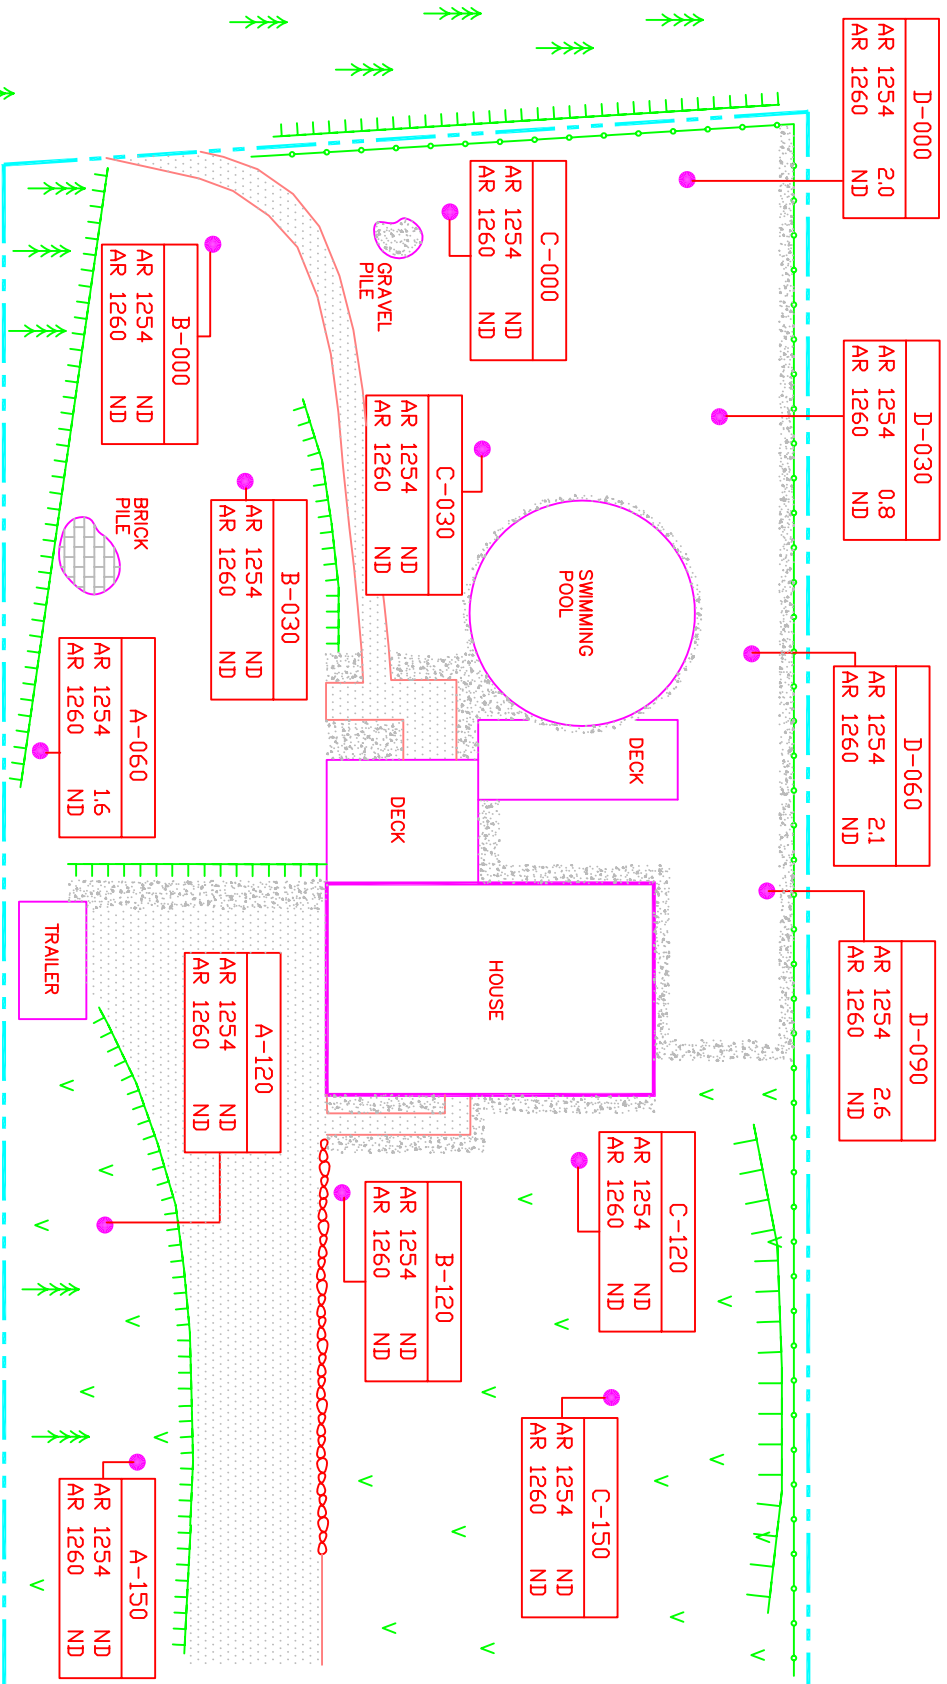 D-000
AR 1254 2.0
AR 1260 ND
D-030
AR 1254 0.8
AR 1260 ND
D-060
AR 1254 2.1
AR 1260 ND
D-090
AR 1254 2.6
AR 1260 ND
C-000
AR 1254 ND
AR 1260 ND
GRAVEL
PILE
C-030
AR 1254 ND
AR 1260 ND
SWIMMING
POOL
DECK
DECK
HOUSE
C-120
AR 1254 ND
AR 1260 ND
C-150
AR 1254 ND
AR 1260 ND
B-000
AR 1254 ND
AR 1260 ND
B-030
AR 1254 ND
AR 1260 ND
B-120
AR 1254 ND
AR 1260 ND
BRICK
PILE
A-060
AR 1254 1.6
AR 1260 ND
TRAILER
A-120
AR 1254 ND
AR 1260 ND
A-150
AR 1254 ND
AR 1260 ND